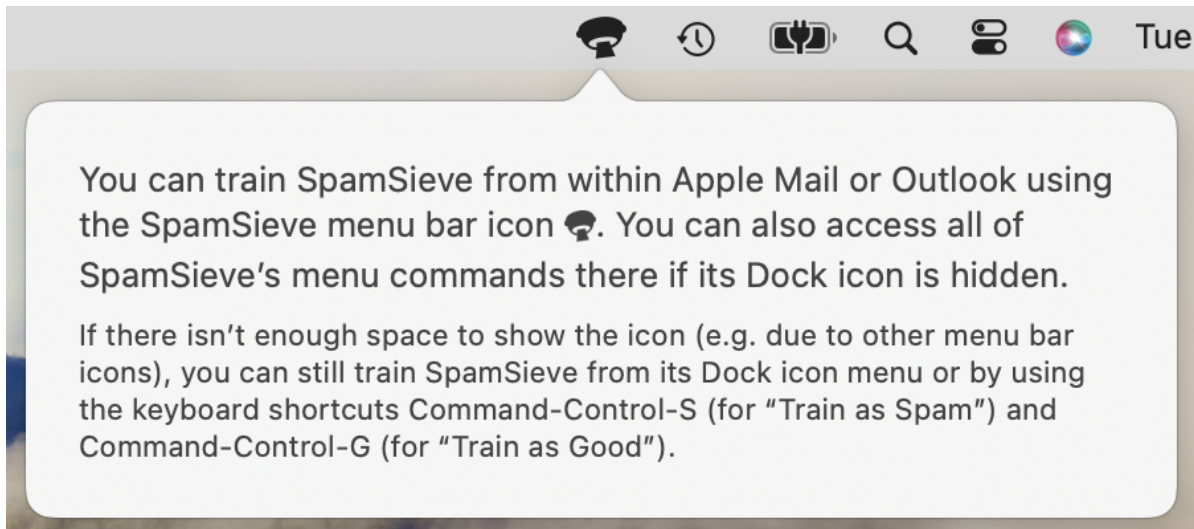 Tue
You can train SpamSieve from within Apple Mail or Outlook using
the SpamSieve menu bar icon. You can also access all of
SpamSieve’s menu commands there if its Dock icon is hidden.
If there isn’t enough space to show the icon (e.g. due to other menu bar
icons), you can still train SpamSieve from its Dock icon menu or by using
the keyboard shortcuts Command-Control-S (for “Train as Spam”) and
Command-Control-G (for “Train as Good”).